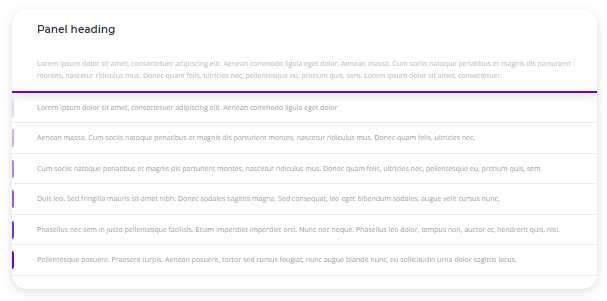 Panel heading
Lorem ipsum dolor sit amet, consectetuer adipiscing elit. Aenean commodo ligula eget dolor. Aenean massa. Cum sociis natoque penatibus et magnis dis parturient
montes, nascetur ridiculus mus. Donec quam felis, ultricies nec, pellentesque eu, pretium quis, sem. Lorem ipsum dolor sit amet, consectetuer.
Lorem ipsum dolor sit amet, consectetuer adipiscing elit. Aenean commodo ligula eget dolor
Aenean massa. Cum sociis natoque penatibus et magnis dis parturient montes, nascetur ridiculus mus. Donec quam felis, ultricies nec,
Cum sociis natoque penatibus et magnis dis parturient montes, nascetur ridiculus mus. Donec quam felis, ultricies nec, pellentesque eu, pretium quis, sem.
Duis leo. Sed fringilla mauris sit amet nibh. Donec sodales sagittis magna. Sed consequat, leo eget bibendum sodales, augue velit cursus nunc,
Phasellus nec sem in justo pellentesque facilisis. Etiam imperdiet imperdiet orci. Nunc nec neque. Phasellus leo dolor, tempus non, auctor et, hendrerit quis, nisi.
Pellentesque posuere. Praesent turpis. Aenean posuere, tortor sed cursus feugiat, nunc augue blandit nunc, eu sollicitudin urna dolor sagittis lacus.